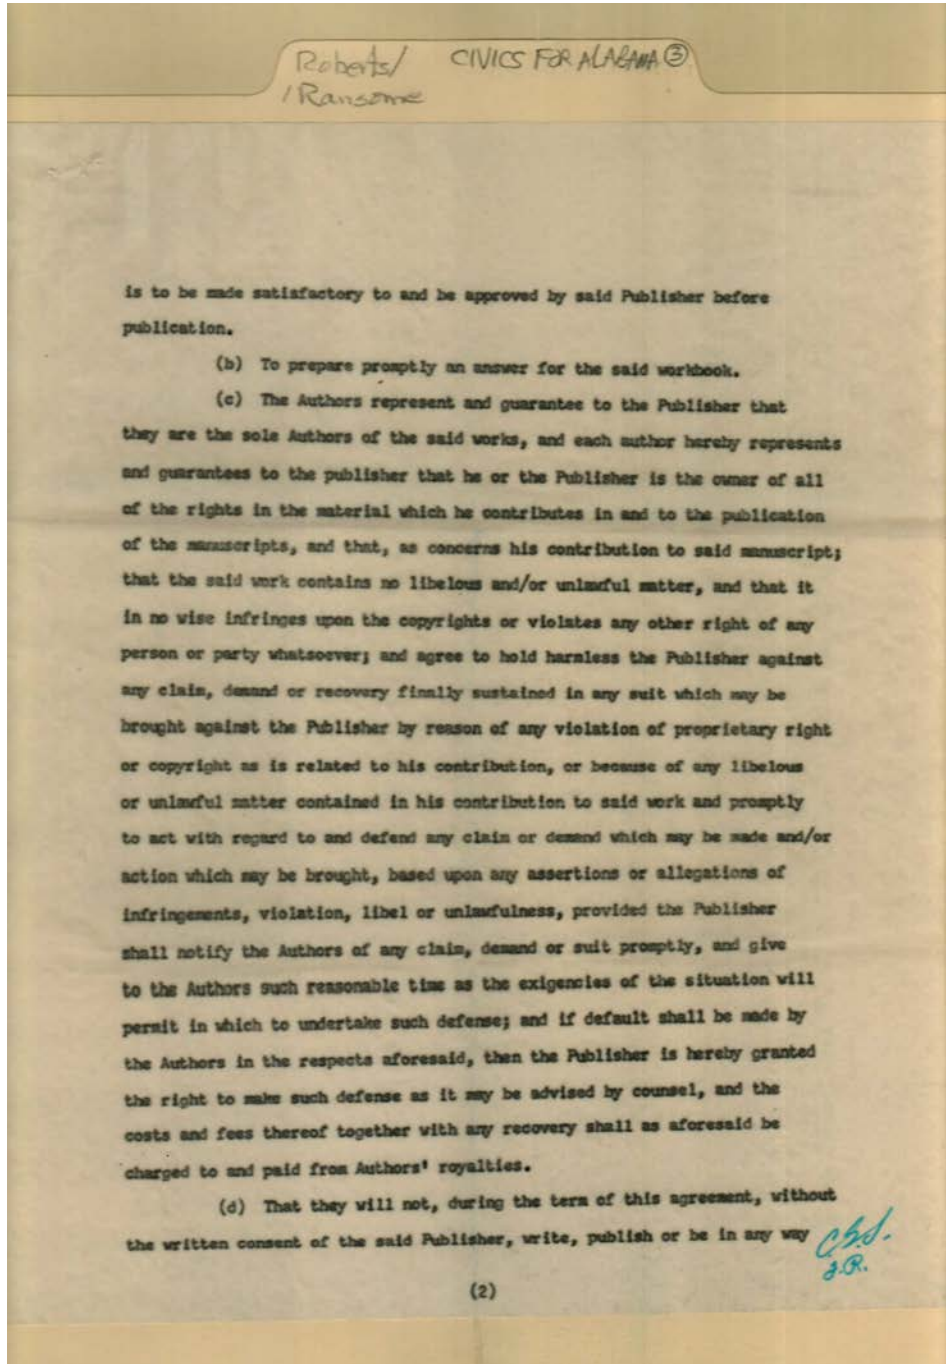 Roberts/ CIVICS FOR ALABAMA ③
/Ransome
is to be made satisfactory to and be approved by said Publisher before
publication.
(b) To prepare promptly an answer for the said workbook.
(c) The Authors represent and guarantee to the Publisher that
they are the sole Authors of the said works, and each author hereby represents
and guarantees to the publisher that he or the Publisher is the owner of all
of the rights in the material which he contributes in and to the publication
of the manuscripts, and that, as concerns his contribution to said manuscript;
that the said work contains no libelous and/or unlawful matter, and that it
in no wise infringes upon the copyrights or violates any other right of any
person or party whatsoever; and agree to hold harmless the Publisher against
any claim, demand or recovery finally sustained in any suit which may be
brought against the Publisher by reason of any violation of proprietary right
or copyright as is related to his contribution, or because of any libelous
or unlawful matter contained in his contribution to said work and promptly
to act with regard to and defend any claim or demand which may be made and/or
action which may be brought, based upon any assertions or allegations of
infringements, violation, libel or unlawfulness, provided the Publisher
shall notify the Authors of any claim, demand or suit promptly, and give
to the Authors such reasonable time as the exigencies of the situation will
permit in which to undertake such defense; and if default shall be made by
the Authors in the respects aforesaid, then the Publisher is hereby granted
the right to make such defense as it may be advised by counsel, and the
costs and fees thereof together with any recovery shall as aforesaid be
charged to and paid from Authors' royalties.
(d) That they will not, during the term of this agreement, without
the written consent of the said Publisher, write, publish or be in any way
(2)